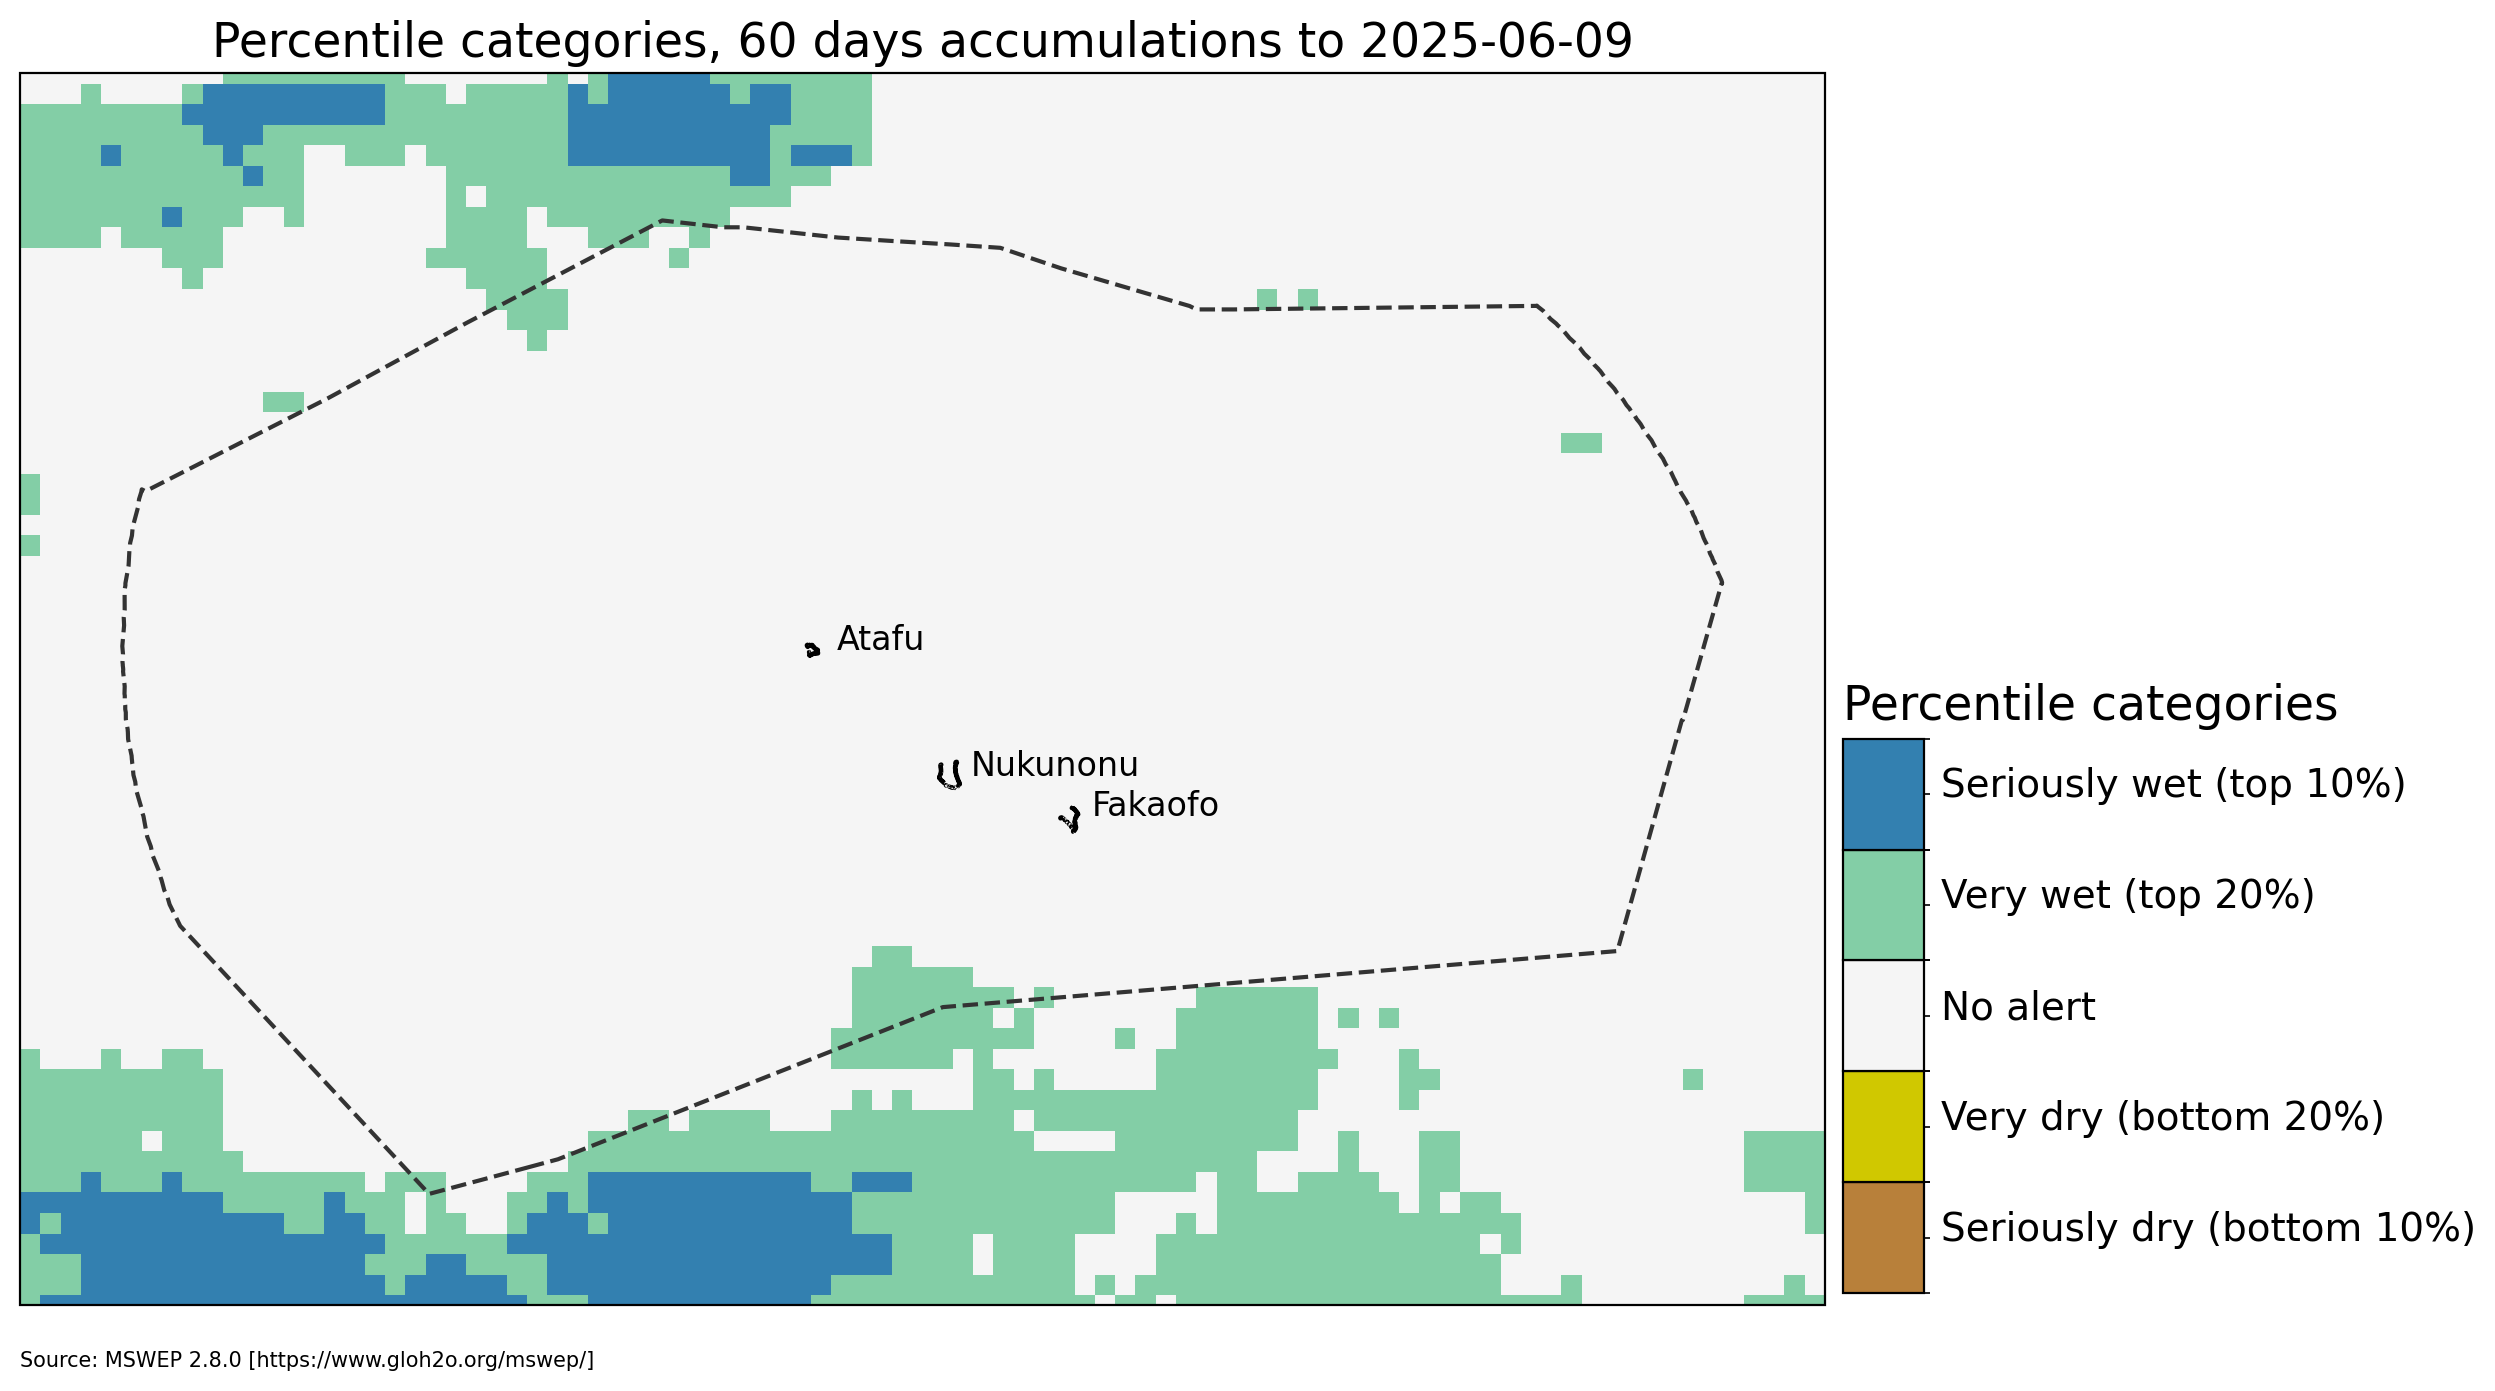 Percentile categories, 60 days accumulations to 2025-06-09
Atafu
Nukunonu
Fakaofo
Percentile categories
Seriously wet (top 10%)
Very wet (top 20%)
No alert
Very dry (bottom 20%)
Seriously dry (bottom 10%)
Source: MSWEP 2.8.0 [https://www.gloh2o.org/mswep/]